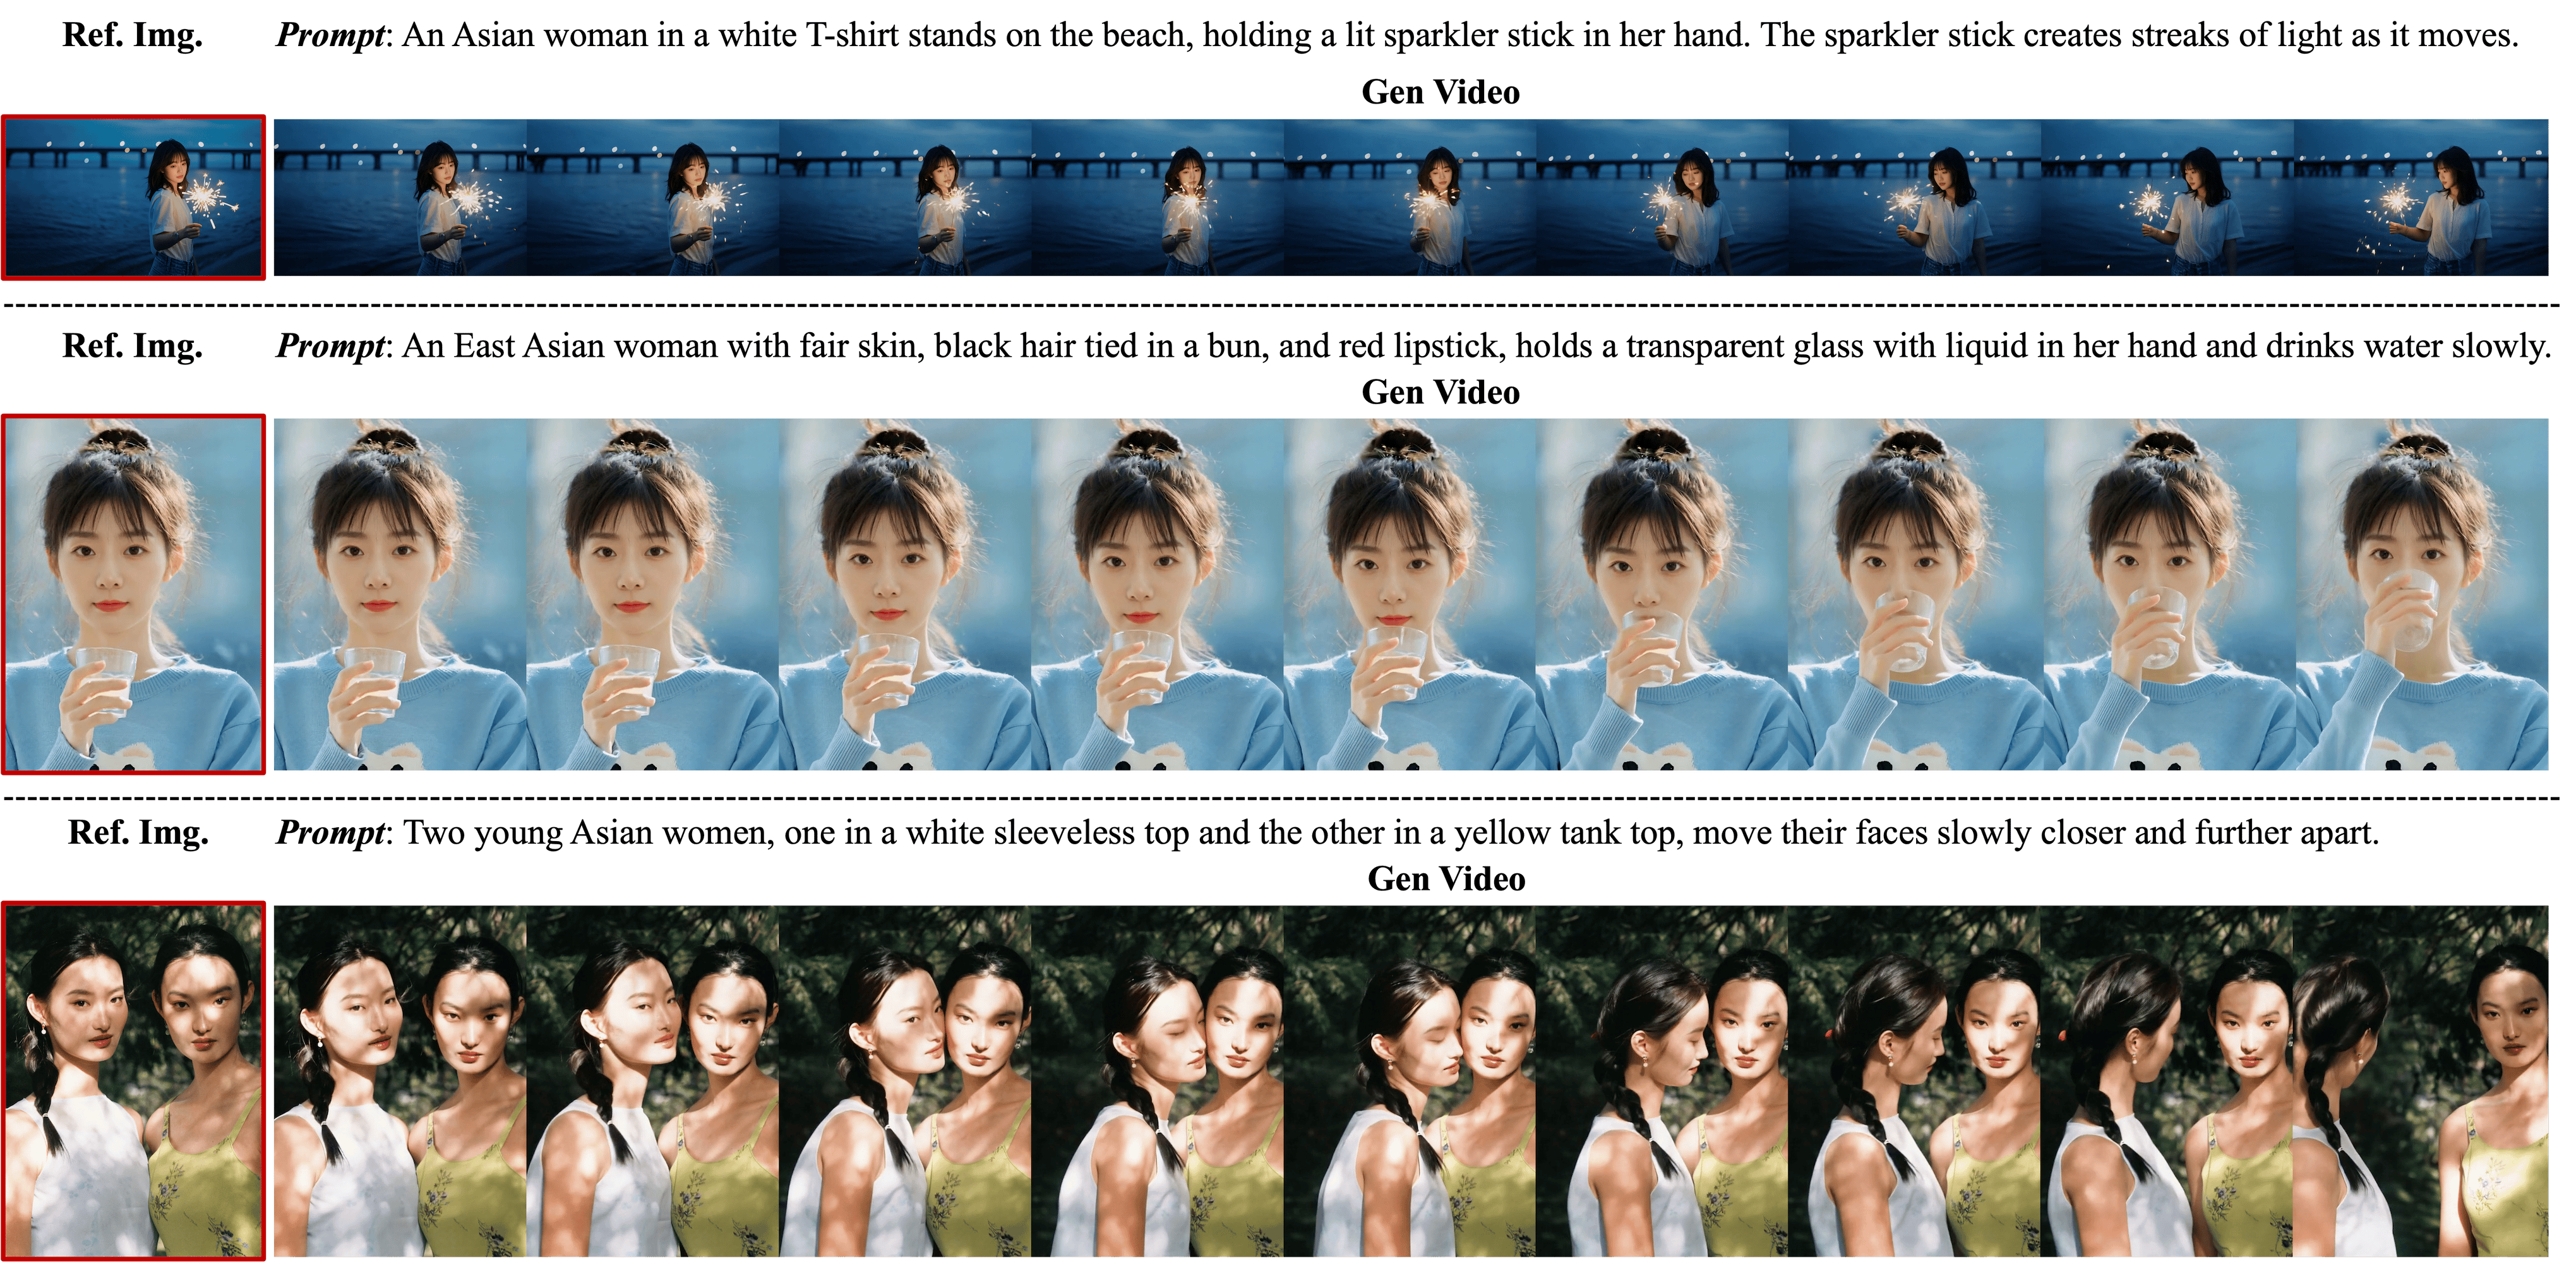 Ref. Img.
Prompt: An Asian woman in a white T-shirt stands on the beach, holding a lit sparkler stick in her hand. The sparkler stick creates streaks of light as it moves.
Gen Video
Ref. Img.
Prompt: An East Asian woman with fair skin, black hair tied in a bun, and red lipstick, holds a transparent glass with liquid in her hand and drinks water slowly.
Gen Video
Ref. Img.
Prompt: Two young Asian women, one in a white sleeveless top and the other in a yellow tank top, move their faces slowly closer and further apart.
Gen Video